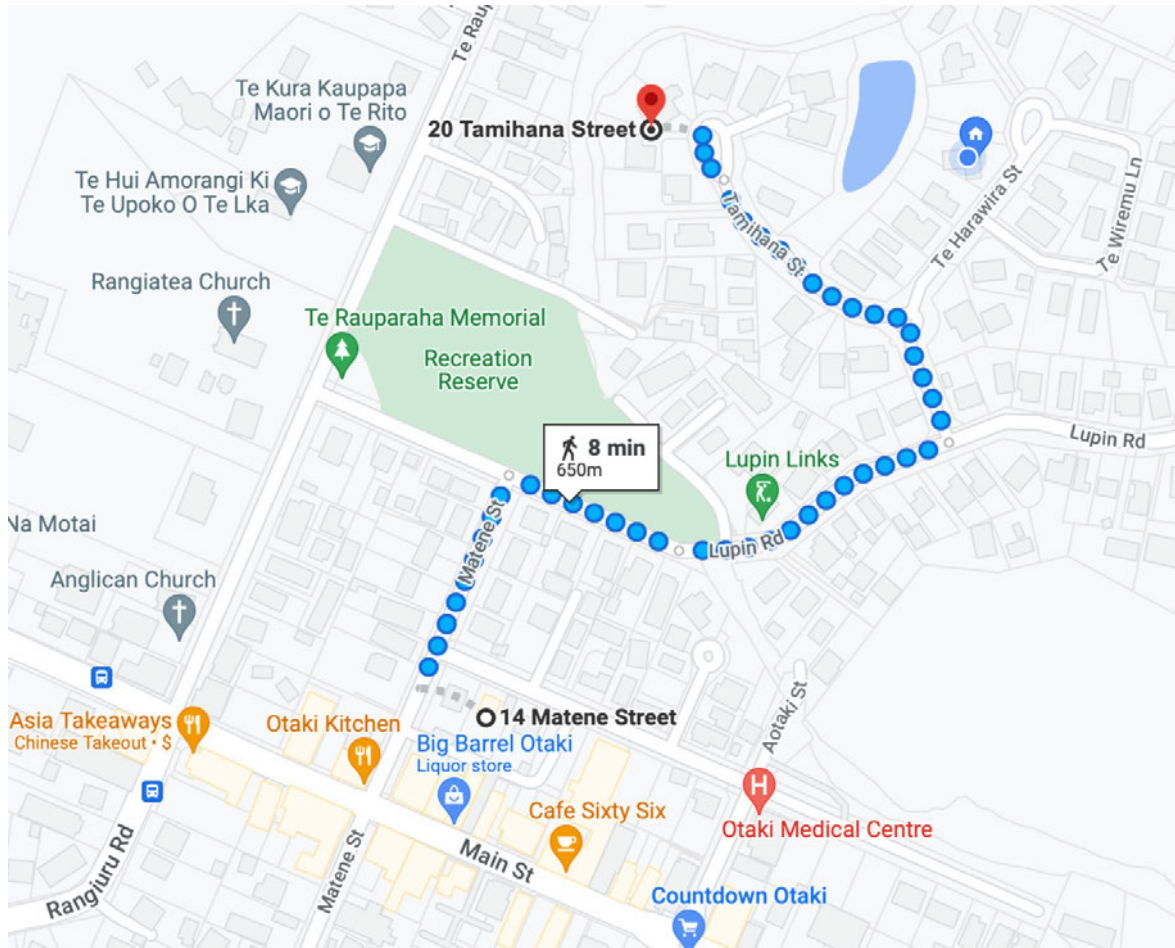 Te Rau
Te Kura Kaupapa
Maori o Te Rito
20 Tamihana Street
Te Hui Amorangi Ki
Te Upoko O Te Lka
Tamihana St
Te Harawira St
Te Wiremu Ln
Rangiatea Church
Te Rauparaha Memorial
Recreation
Reserve
8 min
650m
Lupin Rd
Lupin Links
Matene St
Na Motai
Lupin Rd
Anglican Church
14 Matene Street
Aotaki St
Asia Takeaways
Chinese Takeout • $
Otaki Kitchen
Big Barrel Otaki
Liquor store
H
Cafe Sixty Six
Otaki Medical Centre
Rangiuru Rd
Matene St
Main St
Countdown Otaki